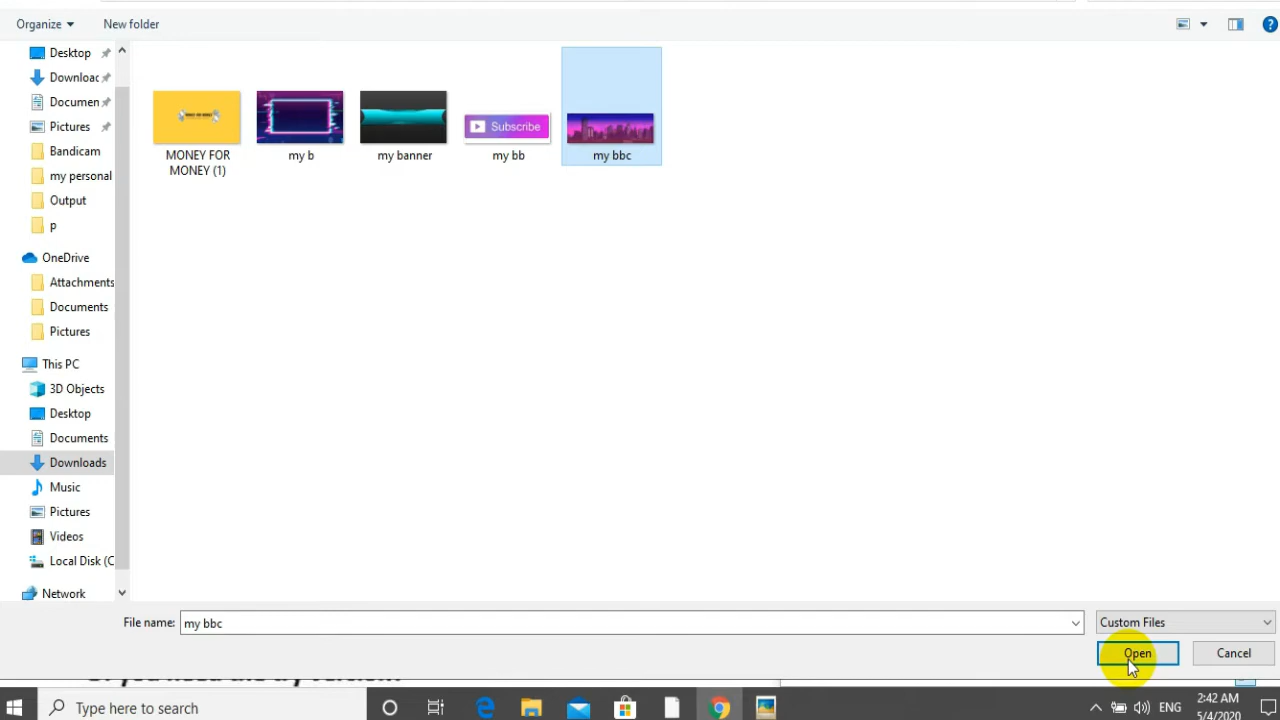 Organize
New folder
Desktop
Downloac
Documen
Pictures
Bandicam
my personal
Output
p
OneDrive
Attachments
Documents
Pictures
This PC
3D Objects
Desktop
Documents
Downloads
Music
Pictures
Videos
Local Disk (C
Network
MONEY FOR
MONEY (1)
my b
my banner
Subscribe
my bb
my bbc
File name:
my bbc
Custom Files
Open
Cancel
Type here to search
ENG
2:42 AM
5/4/2020